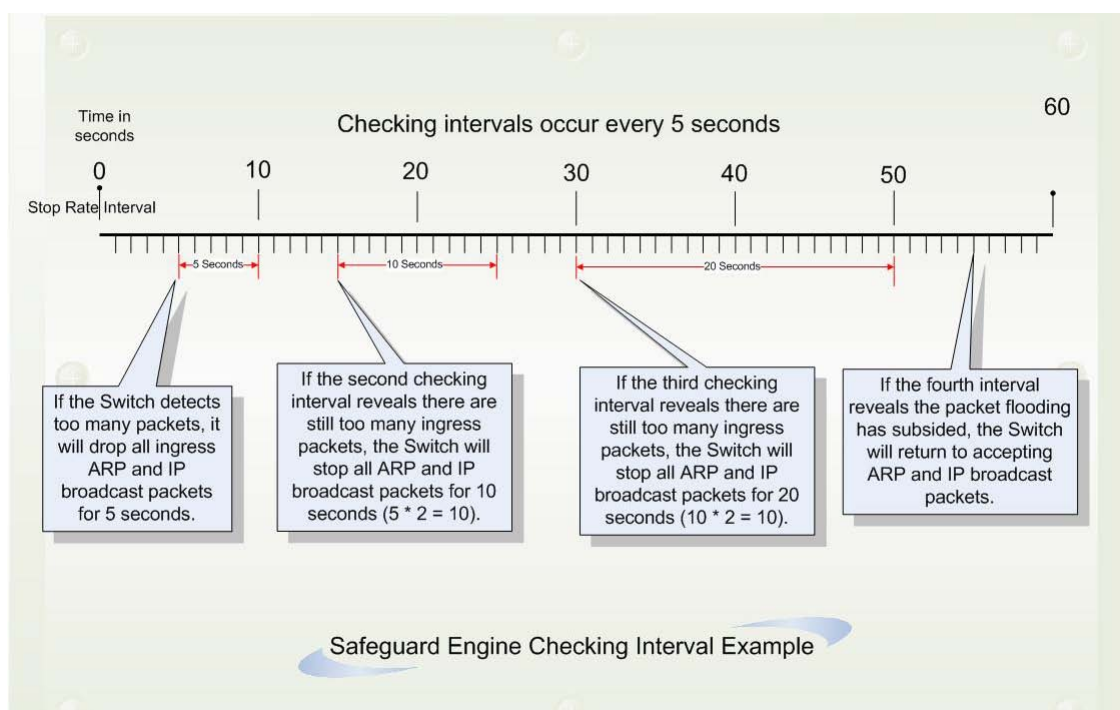 Time in
seconds
Checking intervals occur every 5 seconds
60
0
10
20
30
40
50
Stop Rate Interval
5 Seconds
10 Seconds
20 Seconds
If the Switch detects
too many packets, it
will drop all ingress
ARP and IP
broadcast packets
for 5 seconds.
If the second checking
interval reveals there are
still too many ingress
packets, the Switch will
stop all ARP and IP
broadcast packets for 10
seconds (5 * 2 = 10).
If the third checking
interval reveals there are
still too many ingress
packets, the Switch will
stop all ARP and IP
broadcast packets for 20
seconds (10 * 2 = 10).
If the fourth interval
reveals the packet flooding
has subsided, the Switch
will return to accepting
ARP and IP broadcast
packets.
Safeguard Engine Checking Interval Example